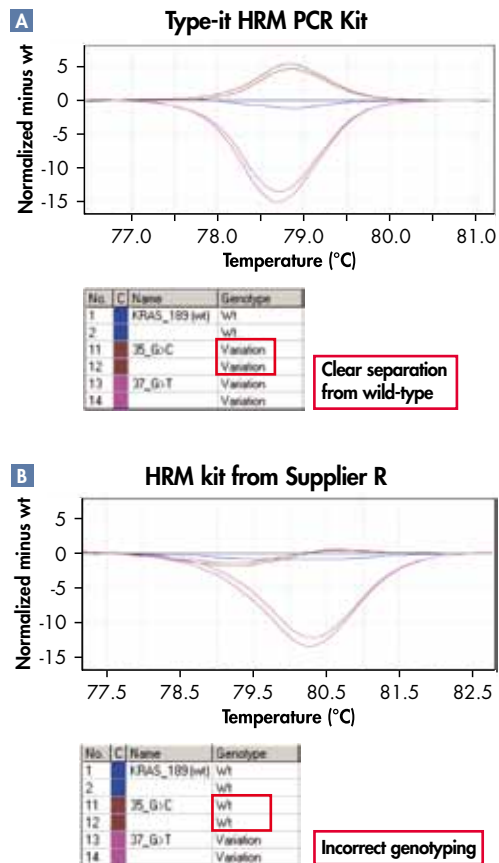 A Type-it HRM PCR Kit
Normalized minus wt
5
0
-5
-10
-15
77.0 78.0 79.0 80.0 81.0
Temperature (°C)
No. C Name Genotype
1 KRAS_189 (wt) Wt
2 Wt
11 35_G>C Variation
12 Variation
13 37_G>T Variation
14 Variation
Clear separation
from wild-type
B HRM kit from Supplier R
Normalized minus wt
5
0
-5
-10
-15
77.5 78.5 79.5 80.5 81.5 82.5
Temperature (°C)
No. C Name Genotype
1 KRAS_189 (wt) Wt
2 Wt
11 35_G>C Wt
12 Wt
13 37_G>T Variation
14 Variation
Incorrect genotyping